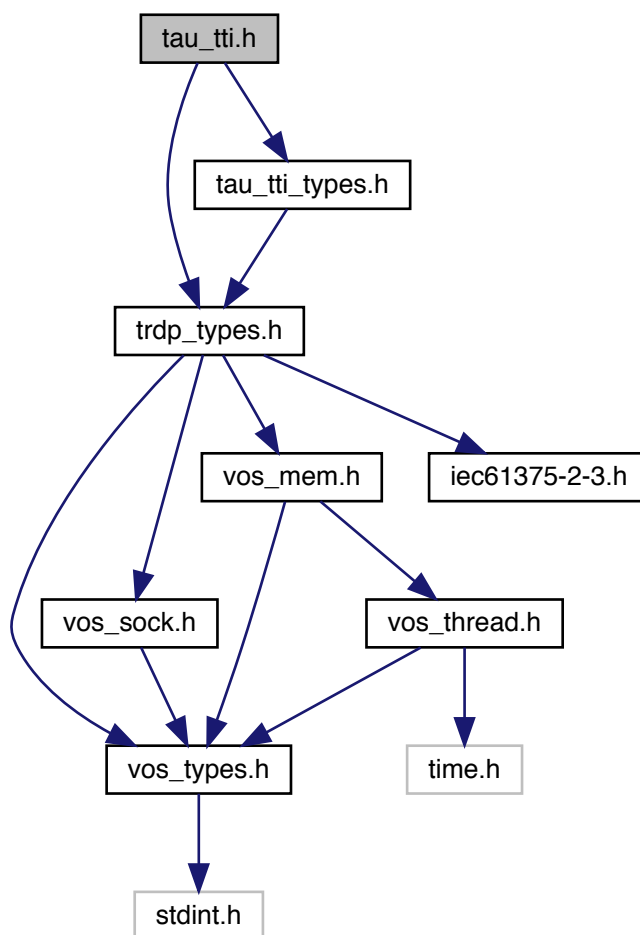 tau_tti.h
tau_tti_types.h
trdp_types.h
vos_mem.h
iec61375-2-3.h
vos_sock.h
vos_thread.h
vos_types.h
time.h
stdint.h